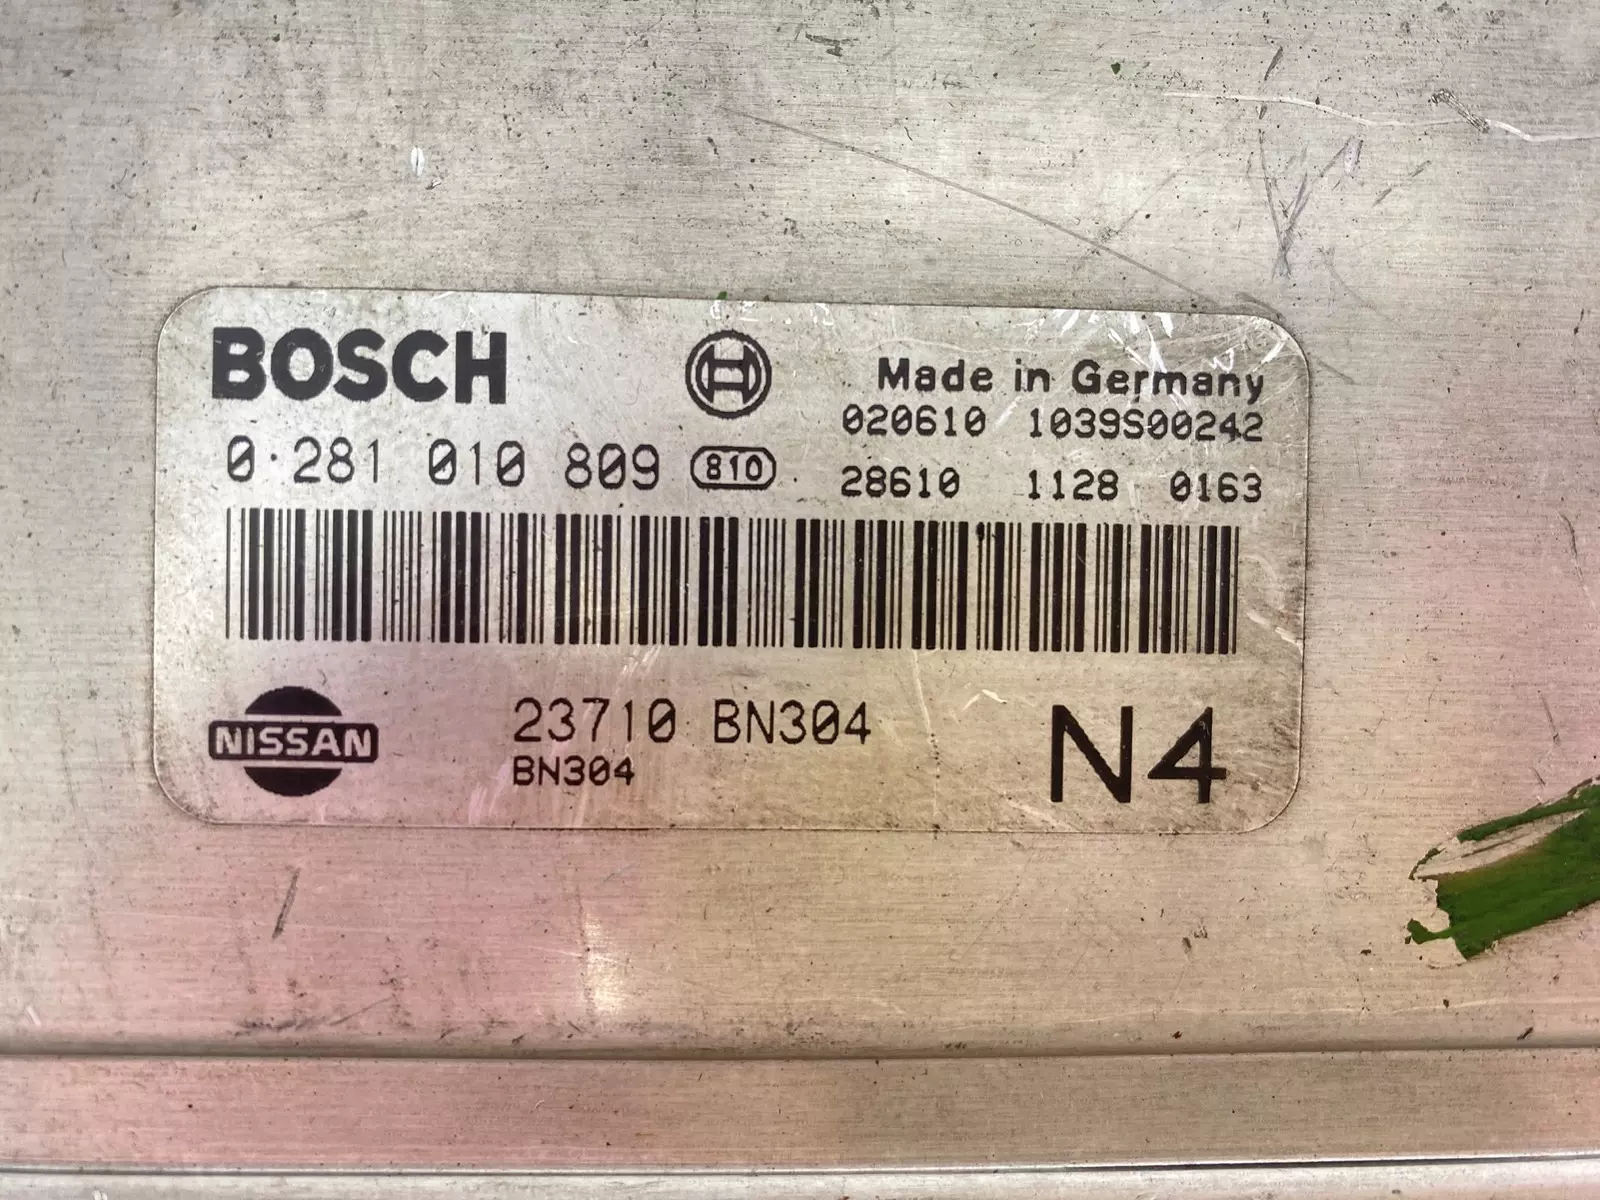 BOSCH
Made in Germany
020610 1039S00242
0 281 010 809 810
28610 1128 0163
NISSAN
23710 BN304
BN304
N4